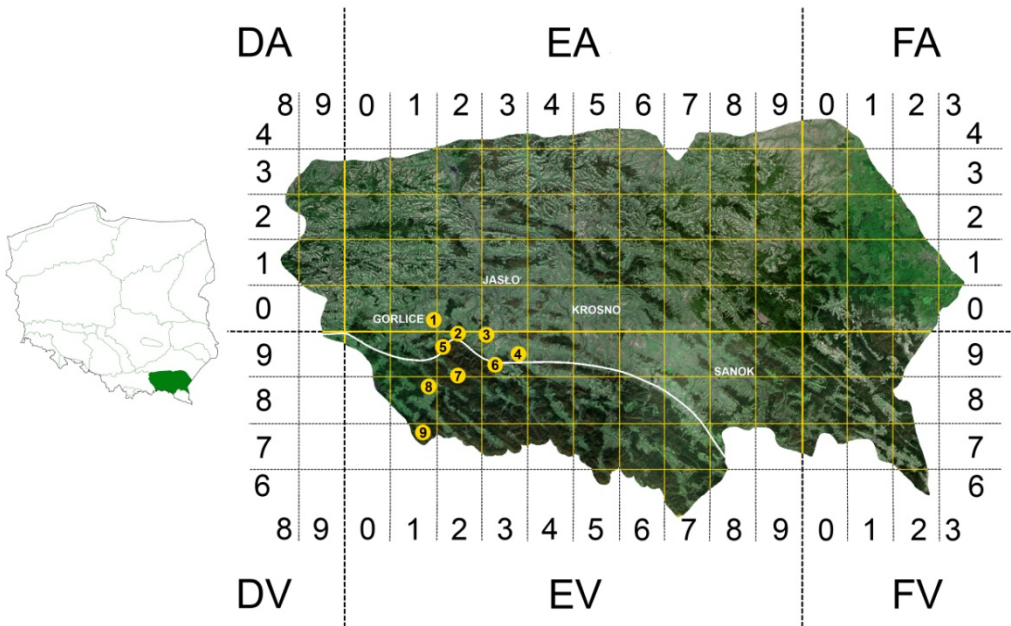 DA EA FA
8 9 0 1 2 3 4 5 6 7 8 9 0 1 2 3
4 4
3 3
2 2
1 JASŁO 1
0 GORLICE 1 KROSNO 0
2 3
9 5 4 9
6
7 SANOK
8 8 8
7 9 7
6 6
8 9 0 1 2 3 4 5 6 7 8 9 0 1 2 3
DV EV FV